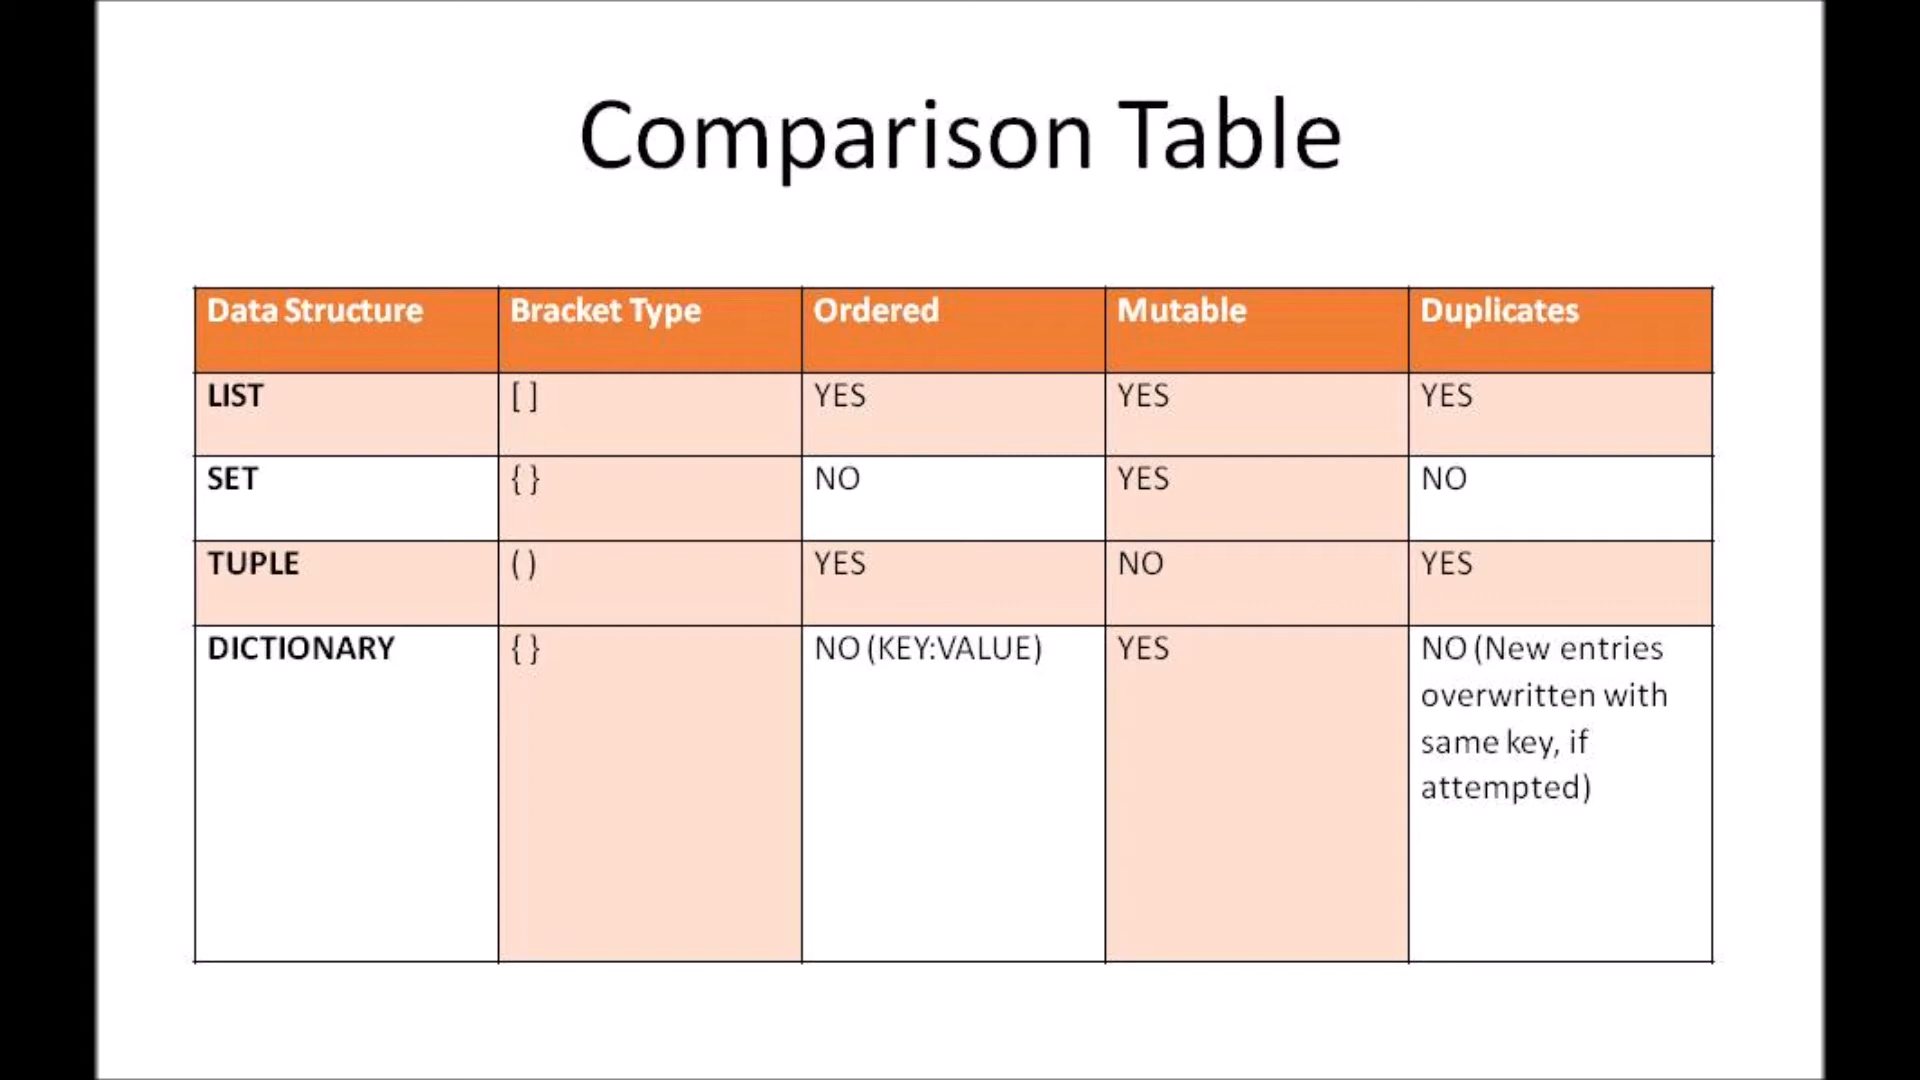 Comparison Table
Data Structure Bracket Type Ordered Mutable Duplicates
LIST [ ] YES YES YES
SET { } NO YES NO
TUPLE ( ) YES NO YES
DICTIONARY { } NO (KEY:VALUE) YES NO (New entries
overwritten with
same key, if
attempted)